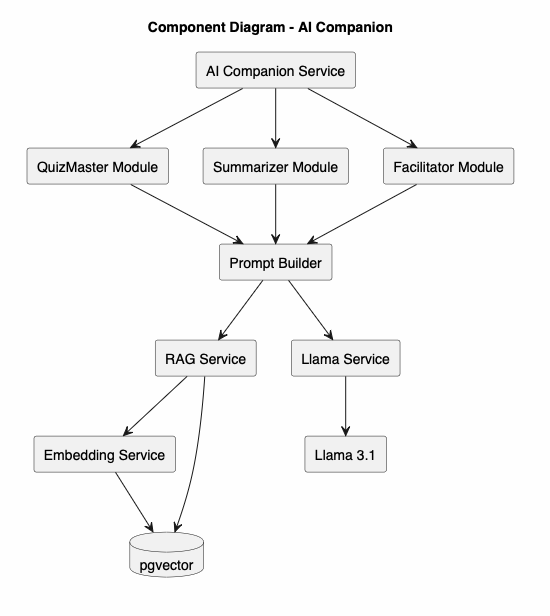 Component Diagram - AI Companion
AI Companion Service
QuizMaster Module
Summarizer Module
Facilitator Module
Prompt Builder
RAG Service
Llama Service
Embedding Service
Llama 3.1
pgvector